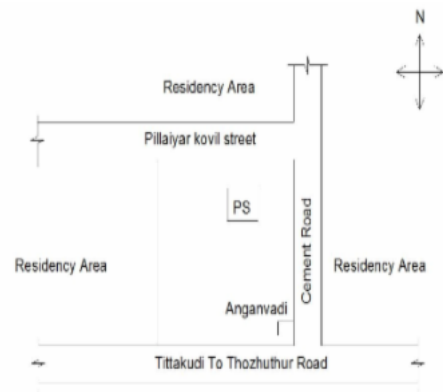 N
Residency Area
Pillaiyar kovil street
PS
Cement Road
Residency Area
Residency Area
Anganvadi
Tittakudi To Thozhuthur Road